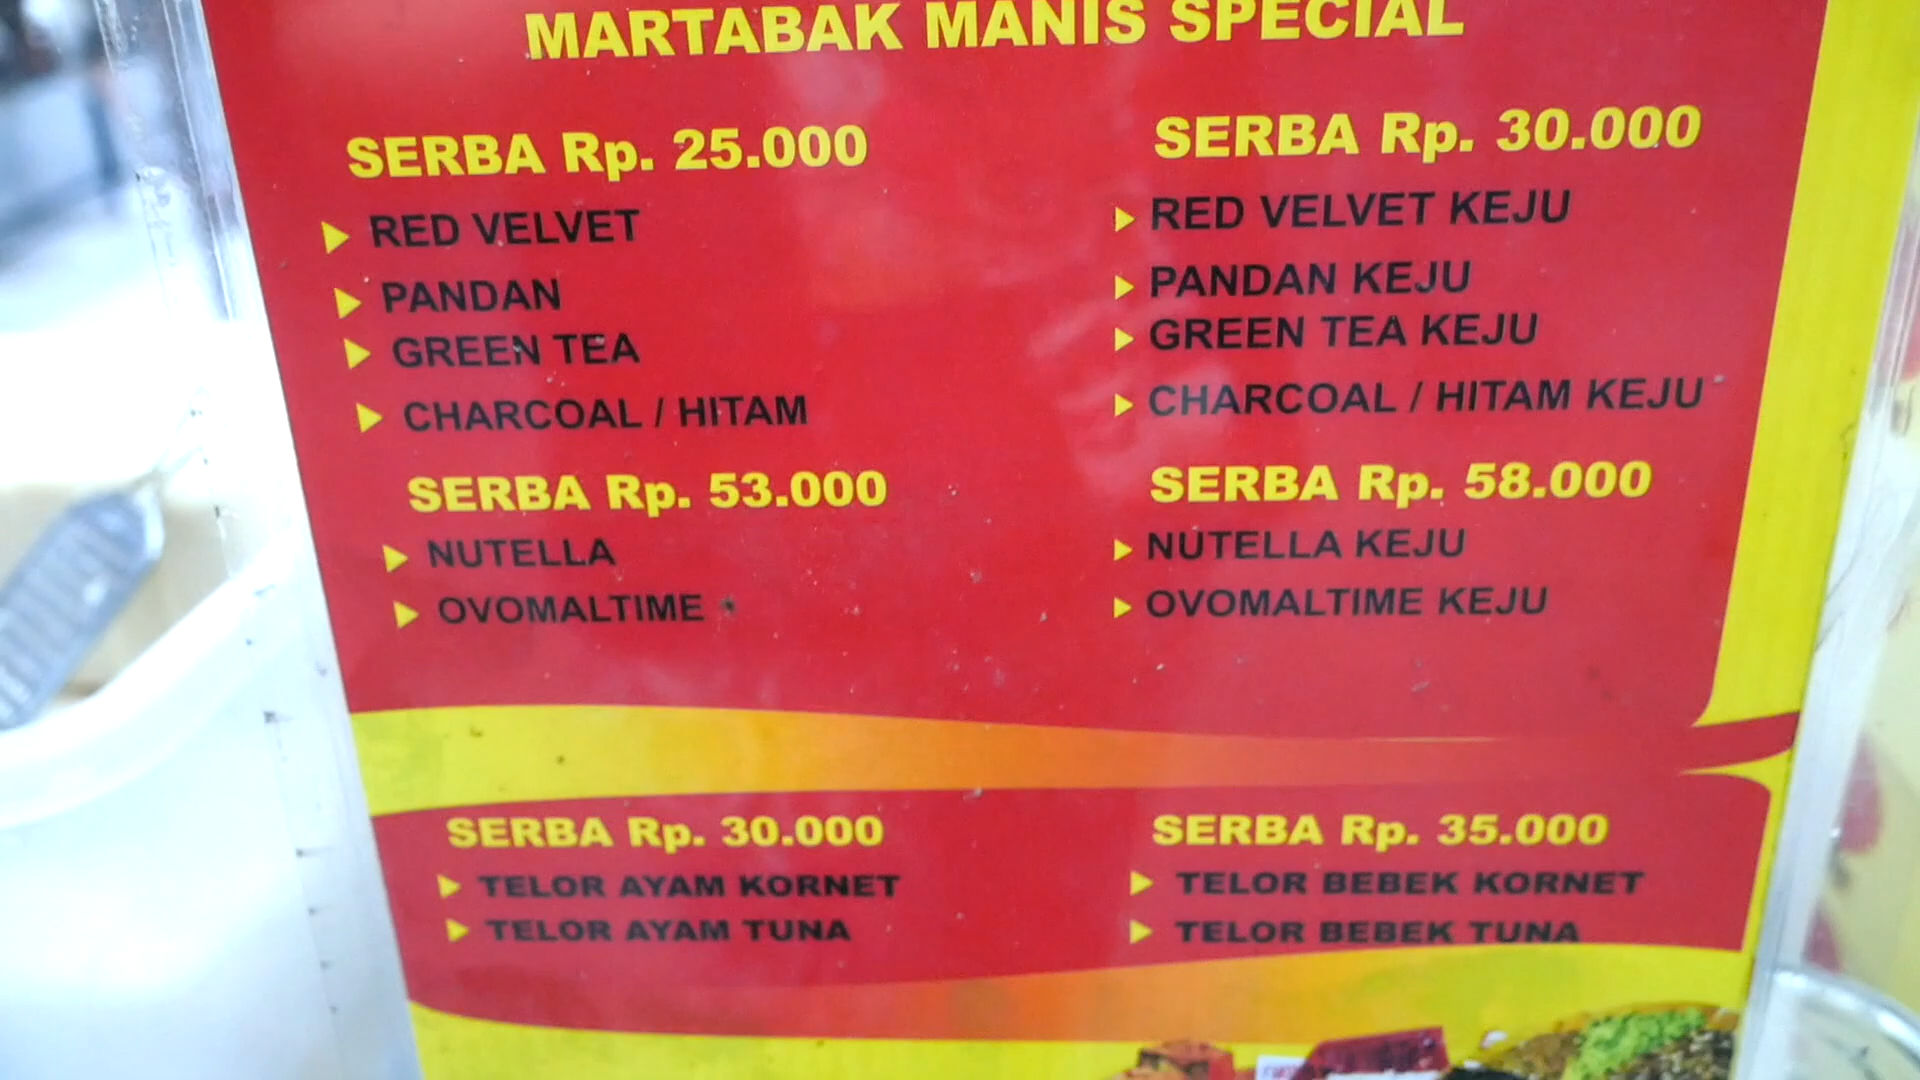 MARTABAK MANIS SPECIAL
SERBA Rp. 25.000
RED VELVET
PANDAN
GREEN TEA
CHARCOAL / HITAM
SERBA Rp. 30.000
RED VELVET KEJU
PANDAN KEJU
GREEN TEA KEJU
CHARCOAL / HITAM KEJU
SERBA Rp. 53.000
NUTELLA
OVOMALTIME
SERBA Rp. 58.000
NUTELLA KEJU
OVOMALTIME KEJU
SERBA Rp. 30.000
TELOR AYAM KORNET
TELOR AYAM TUNA
SERBA Rp. 35.000
TELOR BEBEK KORNET
TELOR BEBEK TUNA